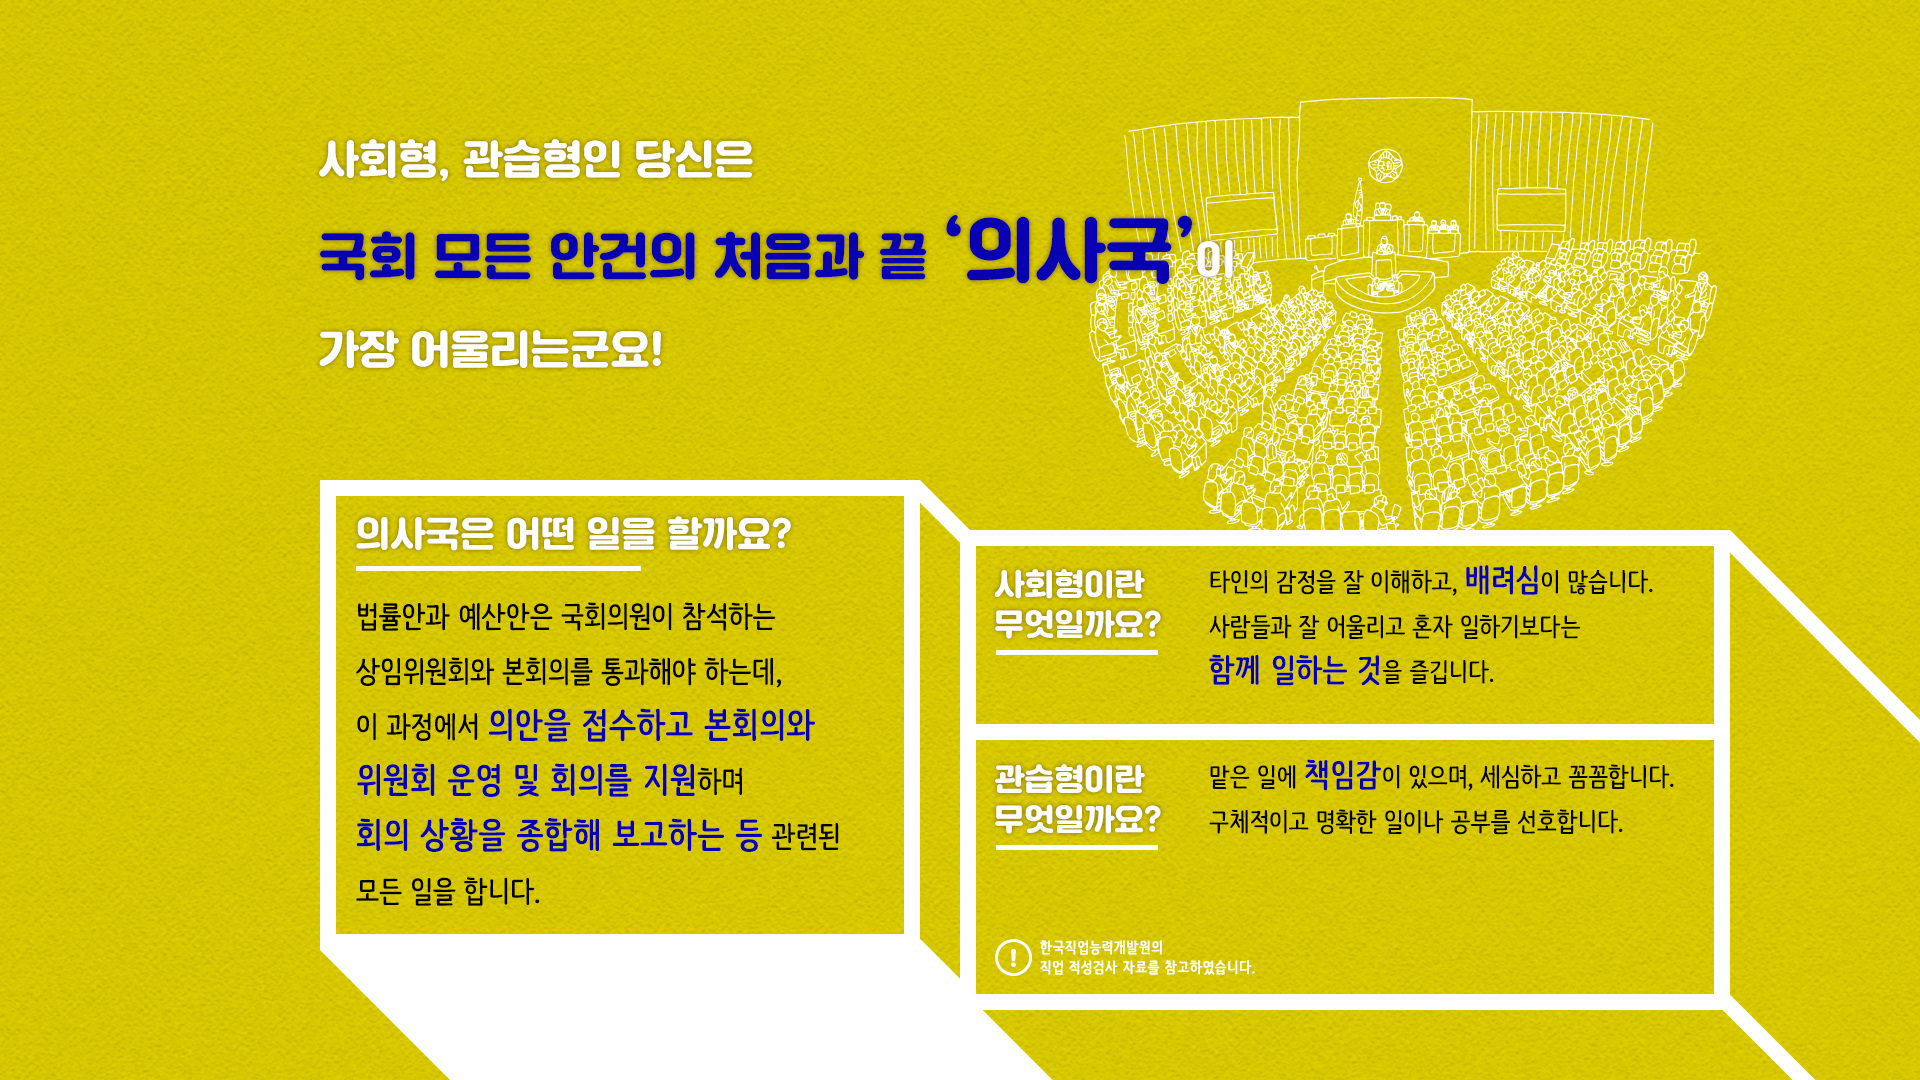 사회형, 관습형인 당신은
국회 모든 안건의 처음과 끝 ‘의사국’이
가장 어울리는군요!
의사국은 어떤 일을 할까요?
법률안과 예산안은 국회의원이 참석하는
상임위원회와 본회의를 통과해야 하는데,
이 과정에서 의안을 접수하고 본회의와
위원회 운영 및 회의를 지원하며
회의 상황을 종합해 보고하는 등 관련된
모든 일을 합니다.
사회형이란
무엇일까요?
타인의 감정을 잘 이해하고, 배려심이 많습니다.
사람들과 잘 어울리고 혼자 일하기보다는
함께 일하는 것을 즐깁니다.
관습형이란
무엇일까요?
맡은 일에 책임감이 있으며, 세심하고 꼼꼼합니다.
구체적이고 명확한 일이나 공부를 선호합니다.
한국직업능력개발원의
직업 적성검사 자료를 참고하였습니다.